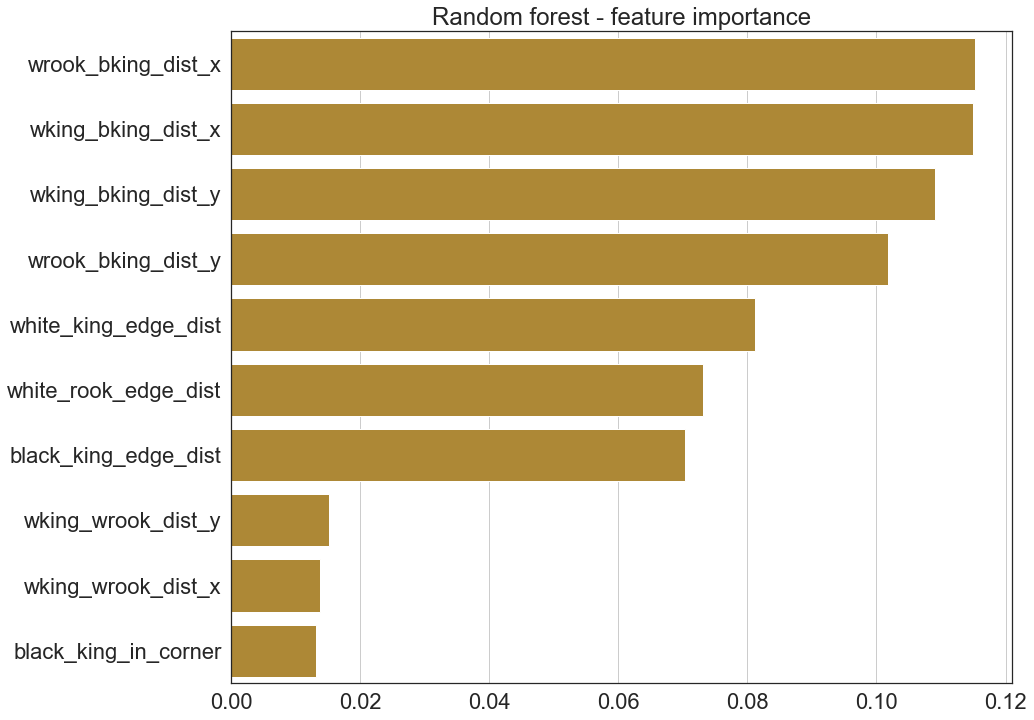 Random forest - feature importance
wrook_bking_dist_x
wking_bking_dist_x
wking_bking_dist_y
wrook_bking_dist_y
white_king_edge_dist
white_rook_edge_dist
black_king_edge_dist
wking_wrook_dist_y
wking_wrook_dist_x
black_king_in_corner
0.00 0.02 0.04 0.06 0.08 0.10 0.12